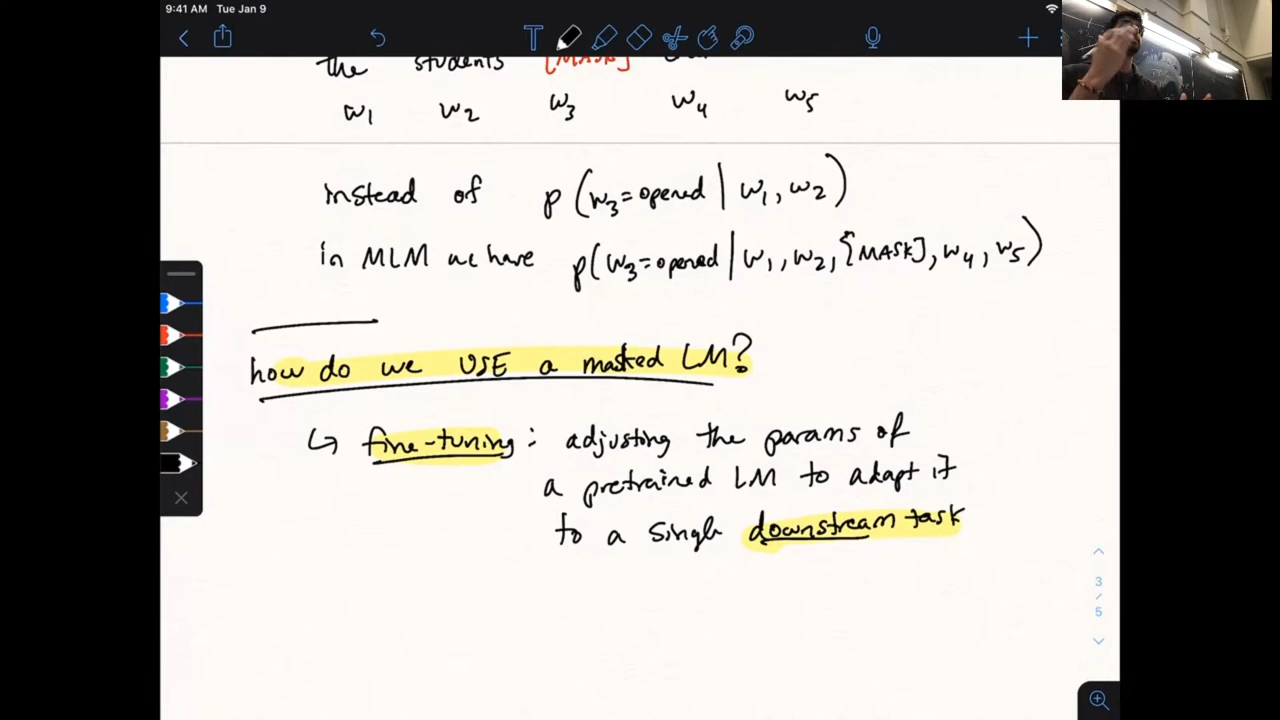 9:41 AM Tue Jan 9
the students [MASK]
w1 w2 w3 w4 w5
instead of p(w3=opened | w1, w2)
in MLM we have p(w3=opened | w1, w2, [MASK], w4, w5)
how do we USE a masked LM?
↳ fine-tuning: adjusting the params of
a pretrained LM to adapt it
to a single downstream task
3
/
5